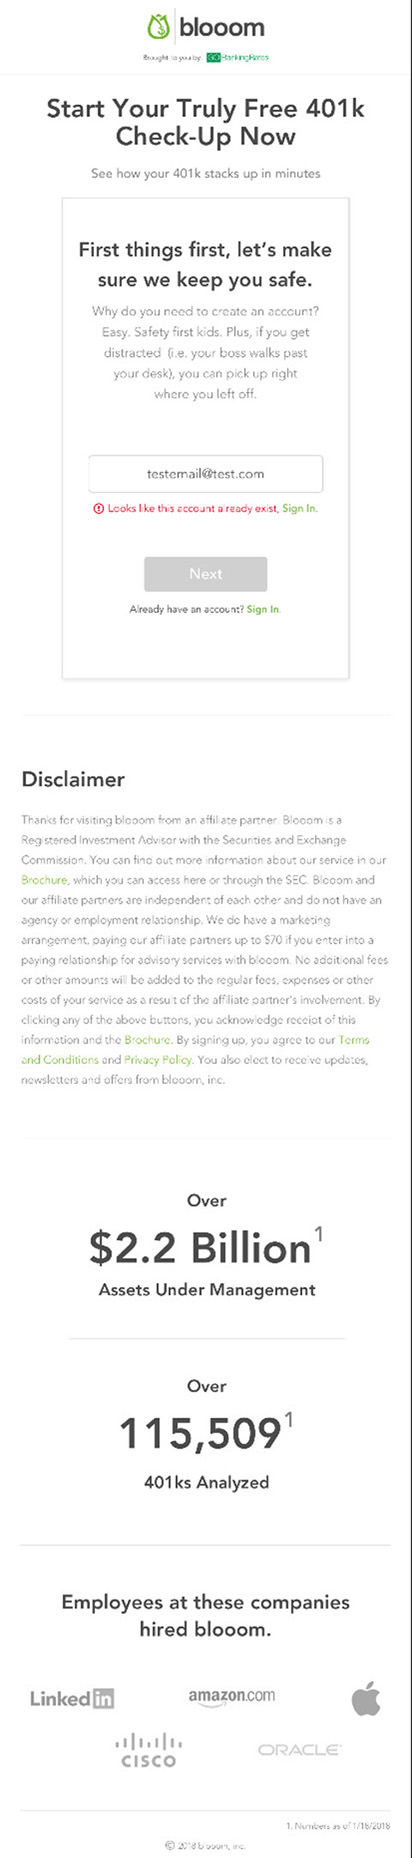 blooom
Brought to you by GOBankingRates
Start Your Truly Free 401k
Check-Up Now
See how your 401k stacks up in minutes
First things first, let's make
sure we keep you safe.
Why do you need to create an account?
Easy. Safety first kids. Plus, if you get
distracted (i.e. your boss walks past
your desk), you can pick up right
where you left off.
testemail@test.com
Looks like this account already exist, Sign In.
Next
Already have an account? Sign In.
Disclaimer
Thanks for visiting blooom from an affiliate partner. Blooom is a
Registered Investment Advisor with the Securities and Exchange
Commission. You can find out more information about our service in our
Brochure, which you can access here or through the SEC. Blooom and
our affiliate partners are independent of each other and do not have an
agency or employment relationship. We do have a marketing
arrangement, paying our affiliate partners up to $70 if you enter into a
paying relationship for advisory services with blooom. No additional fees
or other amounts will be added to the regular fees, expenses or other
costs of your service as a result of the affiliate partner's involvement. By
clicking any of the above buttons, you acknowledge receipt of this
information and the Brochure. By signing up, you agree to our Terms
and Conditions and Privacy Policy. You also elect to receive updates,
newsletters and offers from blooom, inc.
Over
$2.2 Billion1
Assets Under Management
Over
115,5091
401ks Analyzed
Employees at these companies
hired blooom.
Linkedin amazon.com
CISCO ORACLE
1. Numbers as of 1/18/2018
© 2018 blooom, inc.